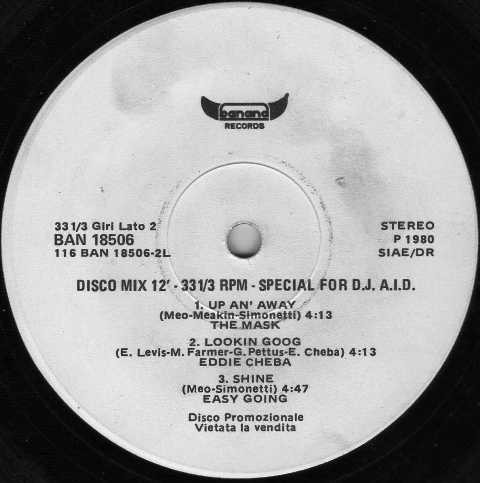 banana
RECORDS
33 1/3 Giri Lato 2
BAN 18506
116 BAN 18506-2L
STEREO
P 1980
SIAE/DR
DISCO MIX 12' - 331/3 RPM - SPECIAL FOR D.J. A.I.D.
1. UP AN' AWAY
(Meo-Meakin-Simonetti) 4:13
THE MASK
2. LOOKIN GOOG
(E. Levis-M. Farmer-G. Pettus-E. Cheba) 4:13
EDDIE CHEBA
3. SHINE
(Meo-Simonetti) 4:47
EASY GOING
Disco Promozionale
Vietata la vendita